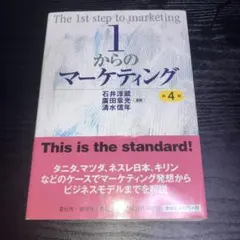 The 1st step to marketing
1
からの
マーケティング
第4版
石井淳蔵
廣田章光
清水信年
This is the standard!
タニタ、マツダ、ネスレ日本、キリン
などのケースでマーケティング発想から
ビジネスモデルまでを解説